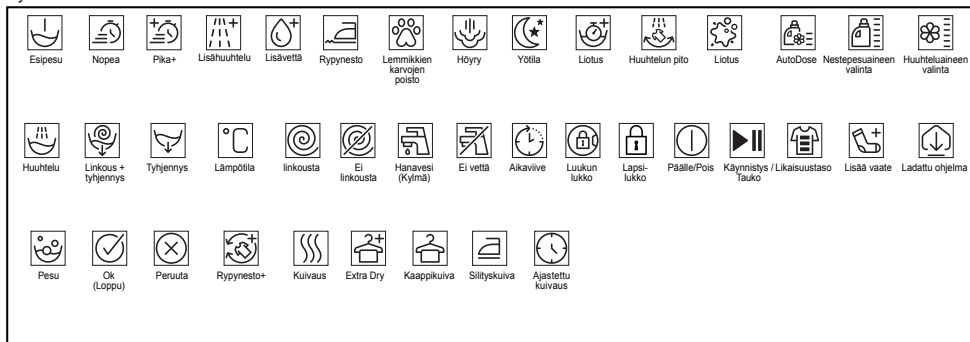 Esipesu
Nopea
Pika+
Lisähuuhtelu
Lisävettä
Rypynesto
Lemmikkien
karvojen
poisto
Höyry
Yötila
Liotus
Huuhtelun pito
Liotus
AutoDose
Nestepesuaineen
valinta
Huuhteluaineen
valinta
Huuhtelu
Linkous +
tyhjennys
Tyhjennys
Lämpötila
linkousta
Ei
linkousta
Hanavesi
(Kylmä)
Ei vettä
Aikaviive
Luukun
lukko
Lapsi-
lukko
Päälle/Pois
Käynnistys /
Tauko
Likaisuustaso
Lisää vaate
Ladattu ohjelma
Pesu
Ok
(Loppu)
Peruuta
Rypynesto+
Kuivaus
Extra Dry
Kaappikuiva
Silityskuiva
Ajastettu
kuivaus